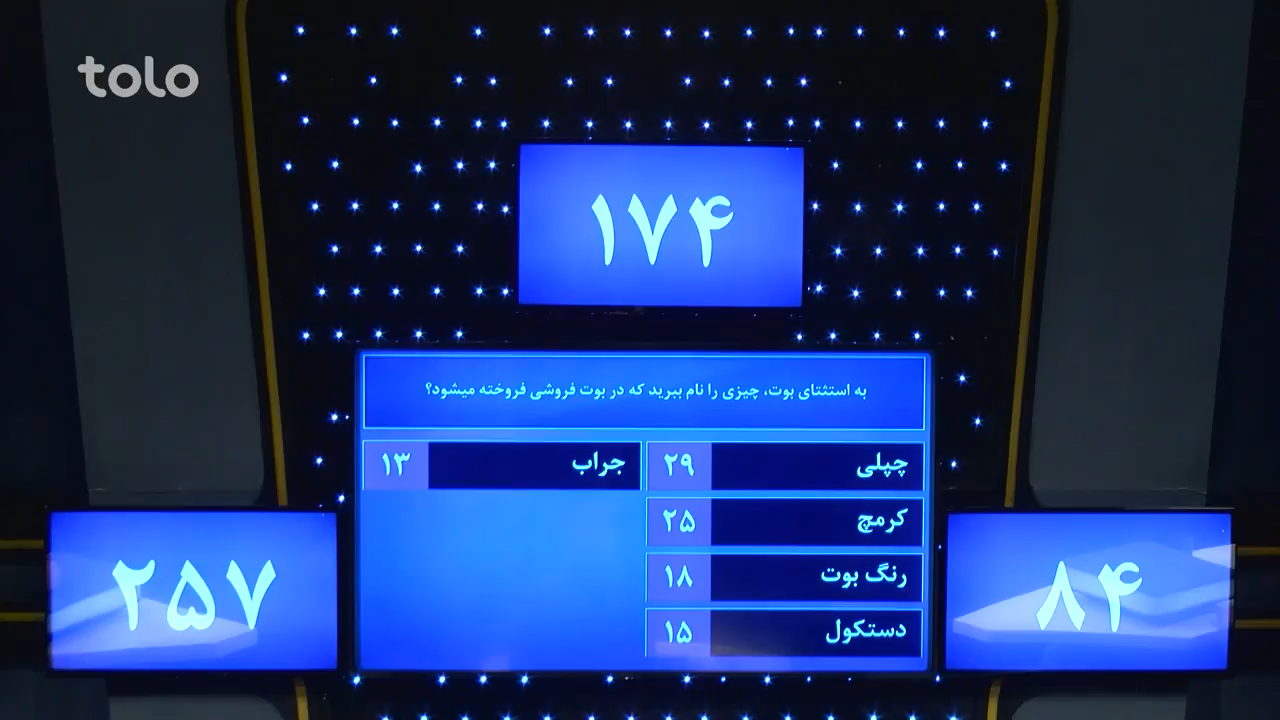 tolo
۱۷۴
به استثتای بوت، چیزی را نام ببرید که در بوت فروشی فروخته میشود؟
چپلی ۲۹
کرمچ ۲۵
رنگ بوت ۱۸
دستکول ۱۵
جراب ۱۳
۲۵۷
۸۴